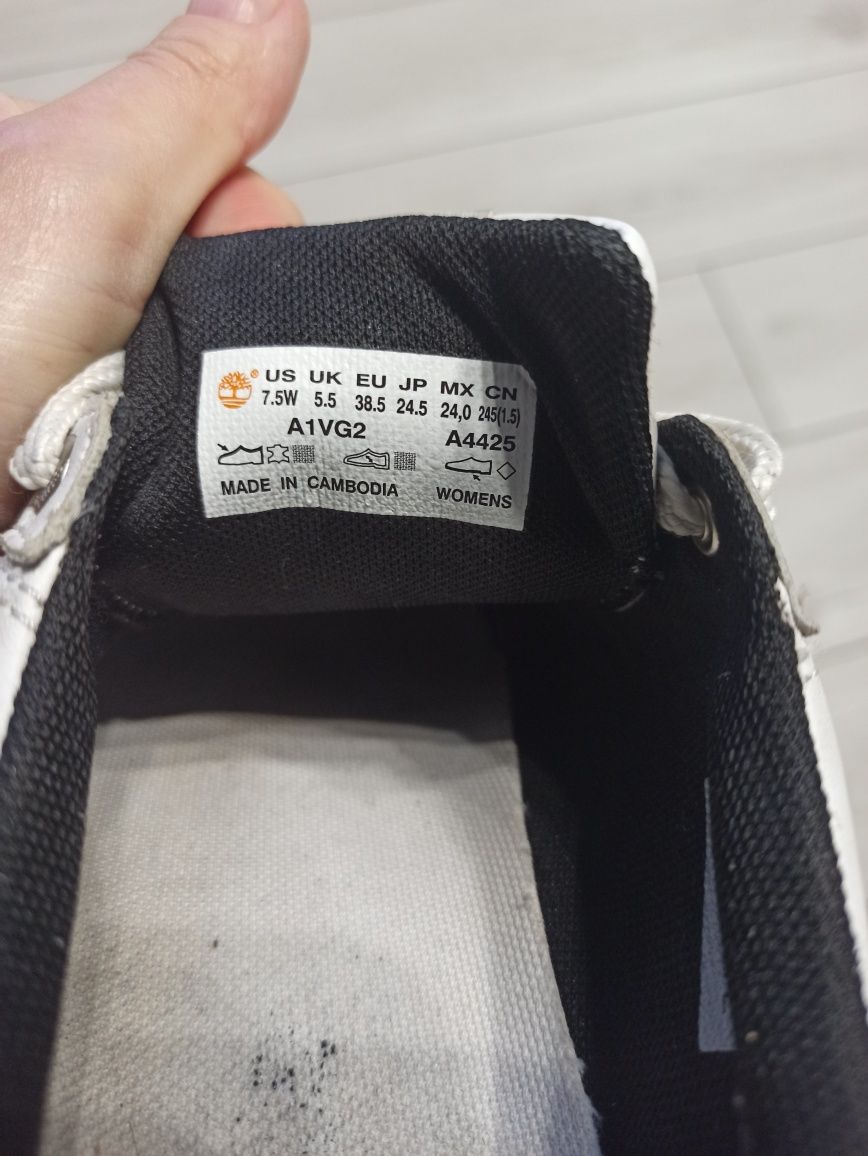 ® US UK EU JP MX CN
7.5W 5.5 38.5 24.5 24,0 245(1.5)
A1VG2 A4425
MADE IN CAMBODIA WOMENS